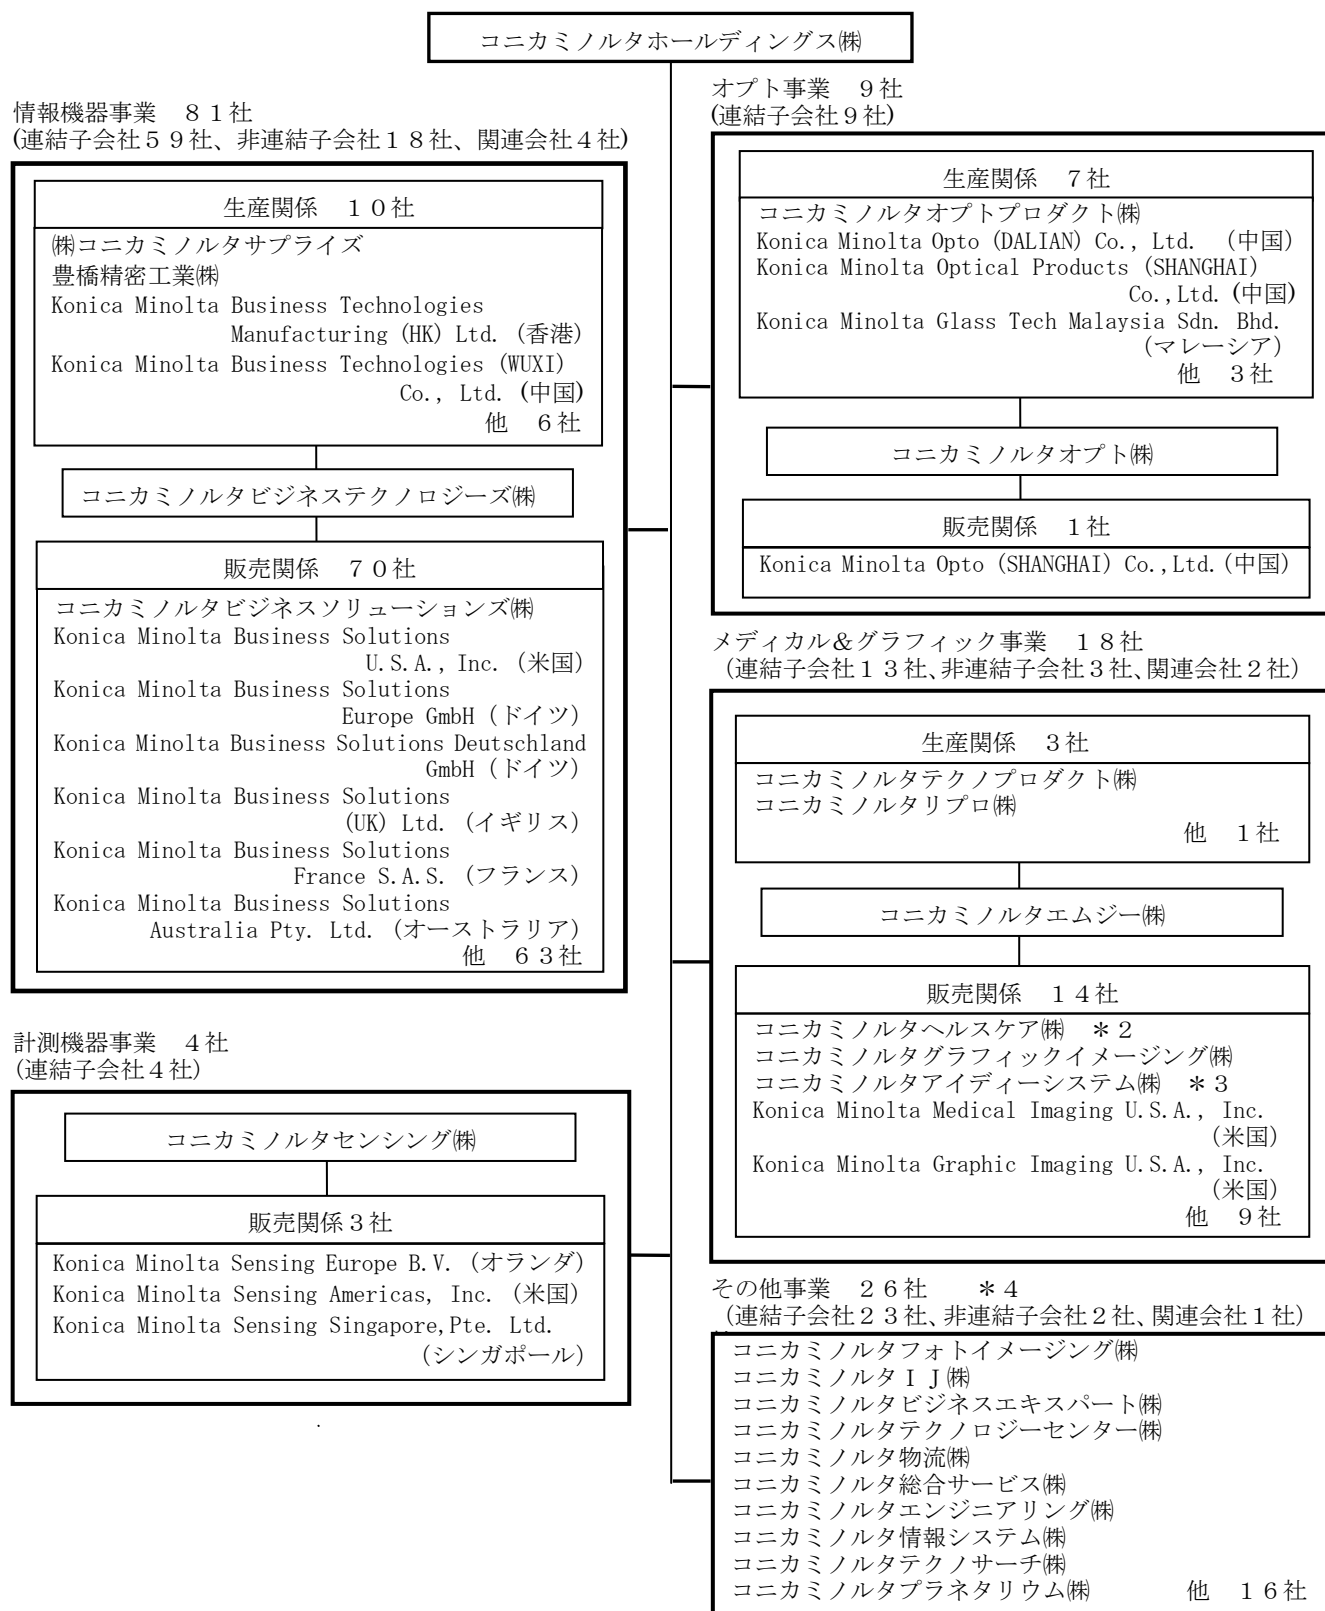 コニカミノルタホールディングス㈱
情報機器事業　８１社
(連結子会社５９社、非連結子会社１８社、関連会社４社)
生産関係　１０社
㈱コニカミノルタサプライズ
豊橋精密工業㈱
Konica Minolta Business Technologies
Manufacturing (HK) Ltd. (香港)
Konica Minolta Business Technologies (WUXI)
Co., Ltd. (中国)
他　６社
コニカミノルタビジネステクノロジーズ㈱
販売関係　７０社
コニカミノルタビジネスソリューションズ㈱
Konica Minolta Business Solutions
U.S.A., Inc. (米国)
Konica Minolta Business Solutions
Europe GmbH (ドイツ)
Konica Minolta Business Solutions Deutschland
GmbH (ドイツ)
Konica Minolta Business Solutions
(UK) Ltd. (イギリス)
Konica Minolta Business Solutions
France S.A.S. (フランス)
Konica Minolta Business Solutions
Australia Pty. Ltd. (オーストラリア)
他　６３社
計測機器事業　４社
(連結子会社４社)
コニカミノルタセンシング㈱
販売関係３社
Konica Minolta Sensing Europe B.V. (オランダ)
Konica Minolta Sensing Americas, Inc. (米国)
Konica Minolta Sensing Singapore,Pte. Ltd.
(シンガポール)
オプト事業　９社
(連結子会社９社)
生産関係　７社
コニカミノルタオプトプロダクト㈱
Konica Minolta Opto (DALIAN) Co., Ltd. (中国)
Konica Minolta Optical Products (SHANGHAI)
Co.,Ltd. (中国)
Konica Minolta Glass Tech Malaysia Sdn. Bhd.
(マレーシア)
他　３社
コニカミノルタオプト㈱
販売関係　１社
Konica Minolta Opto (SHANGHAI) Co.,Ltd.(中国)
メディカル＆グラフィック事業　１８社
(連結子会社１３社、非連結子会社３社、関連会社２社)
生産関係　３社
コニカミノルタテクノプロダクト㈱
コニカミノルタリプロ㈱
他　１社
コニカミノルタエムジー㈱
販売関係　１４社
コニカミノルタヘルスケア㈱　＊２
コニカミノルタグラフィックイメージング㈱
コニカミノルタアイディーシステム㈱　＊３
Konica Minolta Medical Imaging U.S.A., Inc.
(米国)
Konica Minolta Graphic Imaging U.S.A., Inc.
(米国)
他　９社
その他事業　２６社　　＊４
(連結子会社２３社、非連結子会社２社、関連会社１社)
コニカミノルタフォトイメージング㈱
コニカミノルタＩＪ㈱
コニカミノルタビジネスエキスパート㈱
コニカミノルタテクノロジーセンター㈱
コニカミノルタ物流㈱
コニカミノルタ総合サービス㈱
コニカミノルタエンジニアリング㈱
コニカミノルタ情報システム㈱
コニカミノルタテクノサーチ㈱
コニカミノルタプラネタリウム㈱　　　他　１６社